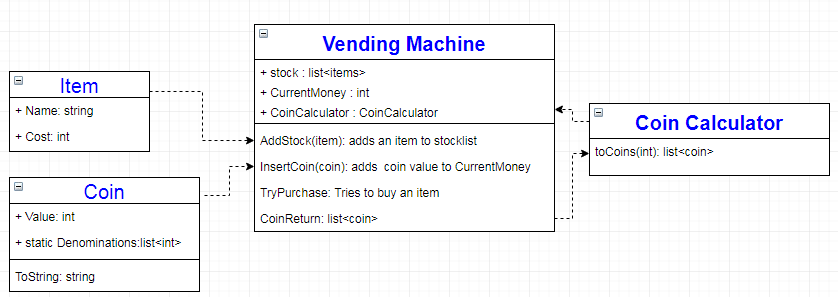 Item
+ Name: string
+ Cost: int
Coin
+ Value: int
+ static Denominations:list<int>
ToString: string
Vending Machine
+ stock : list<items>
+ CurrentMoney : int
+ CoinCalculator : CoinCalculator
AddStock(item): adds an item to stocklist
InsertCoin(coin): adds coin value to CurrentMoney
TryPurchase: Tries to buy an item
CoinReturn: list<coin>
Coin Calculator
toCoins(int): list<coin>